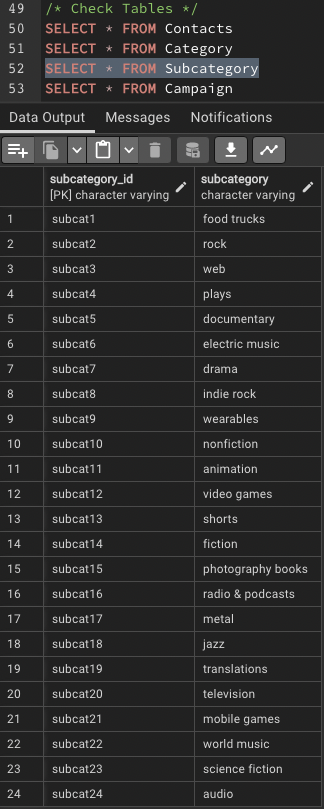 49 /* Check Tables */
50 SELECT * FROM Contacts
51 SELECT * FROM Category
52 SELECT * FROM Subcategory
53 SELECT * FROM Campaign
Data Output Messages Notifications
subcategory_id subcategory
[PK] character varying character varying
1 subcat1 food trucks
2 subcat2 rock
3 subcat3 web
4 subcat4 plays
5 subcat5 documentary
6 subcat6 electric music
7 subcat7 drama
8 subcat8 indie rock
9 subcat9 wearables
10 subcat10 nonfiction
11 subcat11 animation
12 subcat12 video games
13 subcat13 shorts
14 subcat14 fiction
15 subcat15 photography books
16 subcat16 radio & podcasts
17 subcat17 metal
18 subcat18 jazz
19 subcat19 translations
20 subcat20 television
21 subcat21 mobile games
22 subcat22 world music
23 subcat23 science fiction
24 subcat24 audio